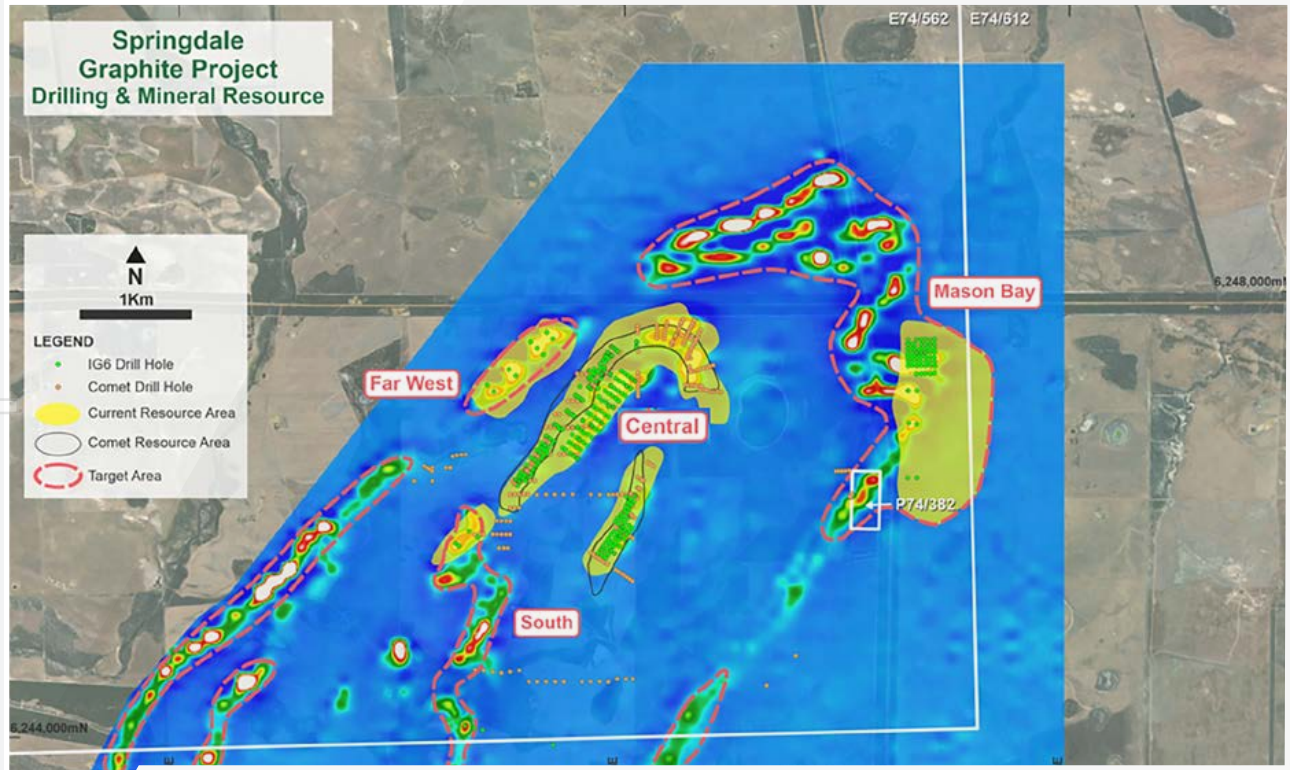 Springdale
Graphite Project
Drilling & Mineral Resource
E74/562
E74/612
N
1Km
LEGEND
IG6 Drill Hole
Comet Drill Hole
Current Resource Area
Comet Resource Area
Target Area
6,248,000m
Mason Bay
Far West
Central
P74/382
South
6,244,000mN
E
E
E